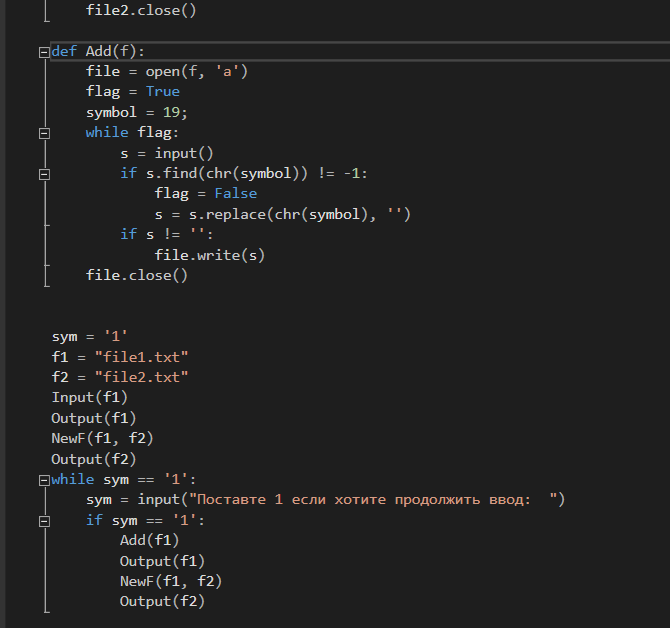 file2.close()
def Add(f):
    file = open(f, 'a')
    flag = True
    symbol = 19;
    while flag:
        s = input()
        if s.find(chr(symbol)) != -1:
            flag = False
            s = s.replace(chr(symbol), '')
        if s != '':
            file.write(s)
    file.close()
sym = '1'
f1 = "file1.txt"
f2 = "file2.txt"
Input(f1)
Output(f1)
NewF(f1, f2)
Output(f2)
while sym == '1':
    sym = input("Поставте 1 если хотите продолжить ввод:  ")
    if sym == '1':
        Add(f1)
        Output(f1)
        NewF(f1, f2)
        Output(f2)